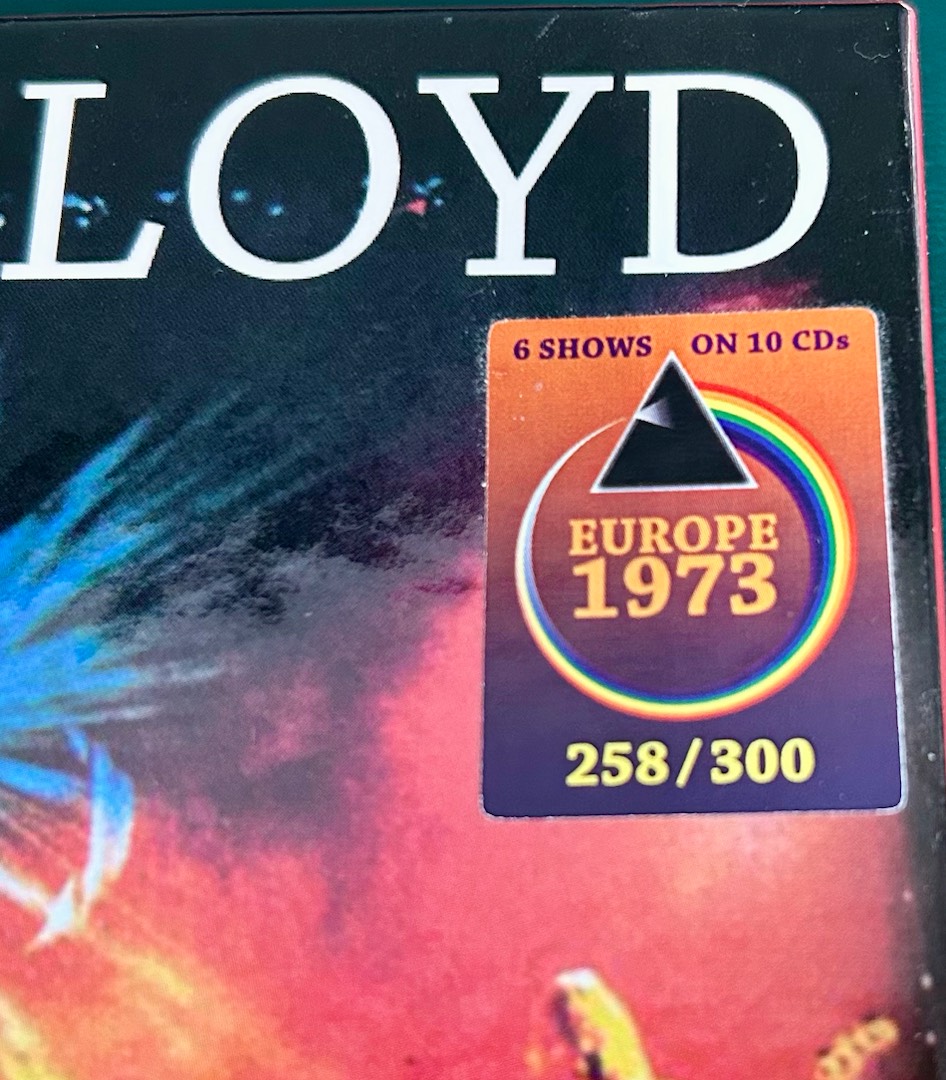 LOYD
6 SHOWS ON 10 CDs
EUROPE
1973
258/300